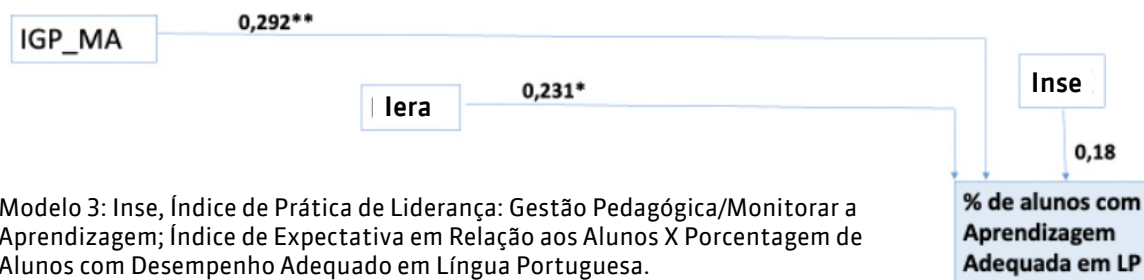 IGP_MA
0,292**
Iera
0,231*
Inse
0,18
Modelo 3: Inse, Índice de Prática de Liderança: Gestão Pedagógica/Monitorar a
Aprendizagem; Índice de Expectativa em Relação aos Alunos X Porcentagem de
Alunos com Desempenho Adequado em Língua Portuguesa.
% de alunos com
Aprendizagem
Adequada em LP